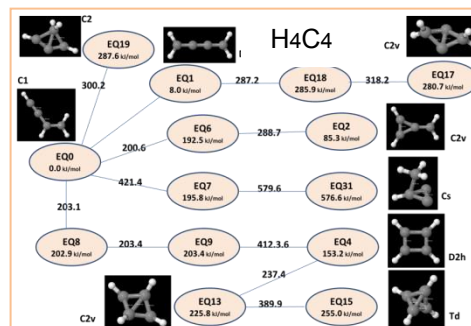 C2
EQ19
287.6 kJ/mol
I
H4C4
C2v
C1
300.2
EQ1
8.0 kJ/mol
287.2
EQ18
285.9 kJ/mol
318.2
EQ17
280.7 kJ/mol
EQ0
0.0 kJ/mol
200.6
EQ6
192.5 kJ/mol
288.7
EQ2
85.3 kJ/mol
C2v
421.4
EQ7
195.8 kJ/mol
579.6
EQ31
576.6 kJ/mol
Cs
203.1
EQ8
202.9 kJ/mol
203.4
EQ9
203.4 kJ/mol
412.3.6
EQ4
153.2 kJ/mol
D2h
237.4
C2v
EQ13
225.8 kJ/mol
389.9
EQ15
255.0 kJ/mol
Td